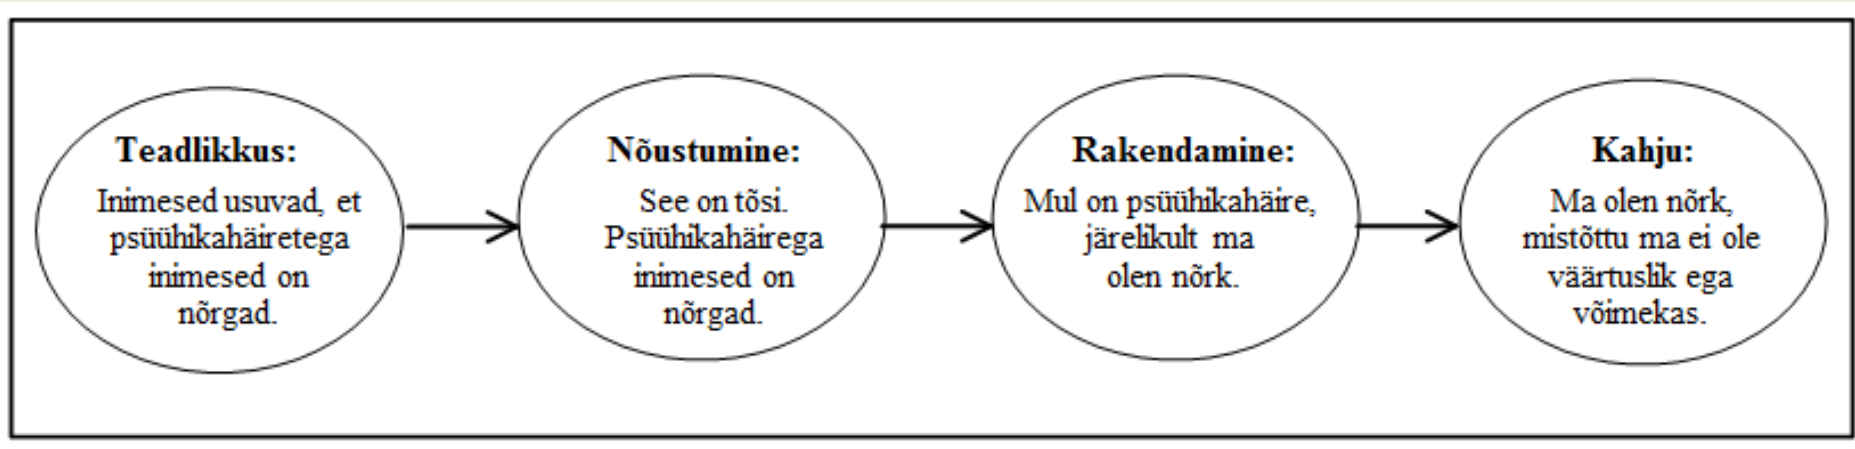 Teadlikkus:
Inimesed usuvad, et
psüühikahäiretega
inimesed on
nõrgad.
Nõustumine:
See on tõsi.
Psüühikahäirega
inimesed on
nõrgad.
Rakendamine:
Mul on psüühikahäire,
järelikult ma
olen nõrk.
Kahju:
Ma olen nõrk,
mistõttu ma ei ole
väärtuslik ega
võimekas.